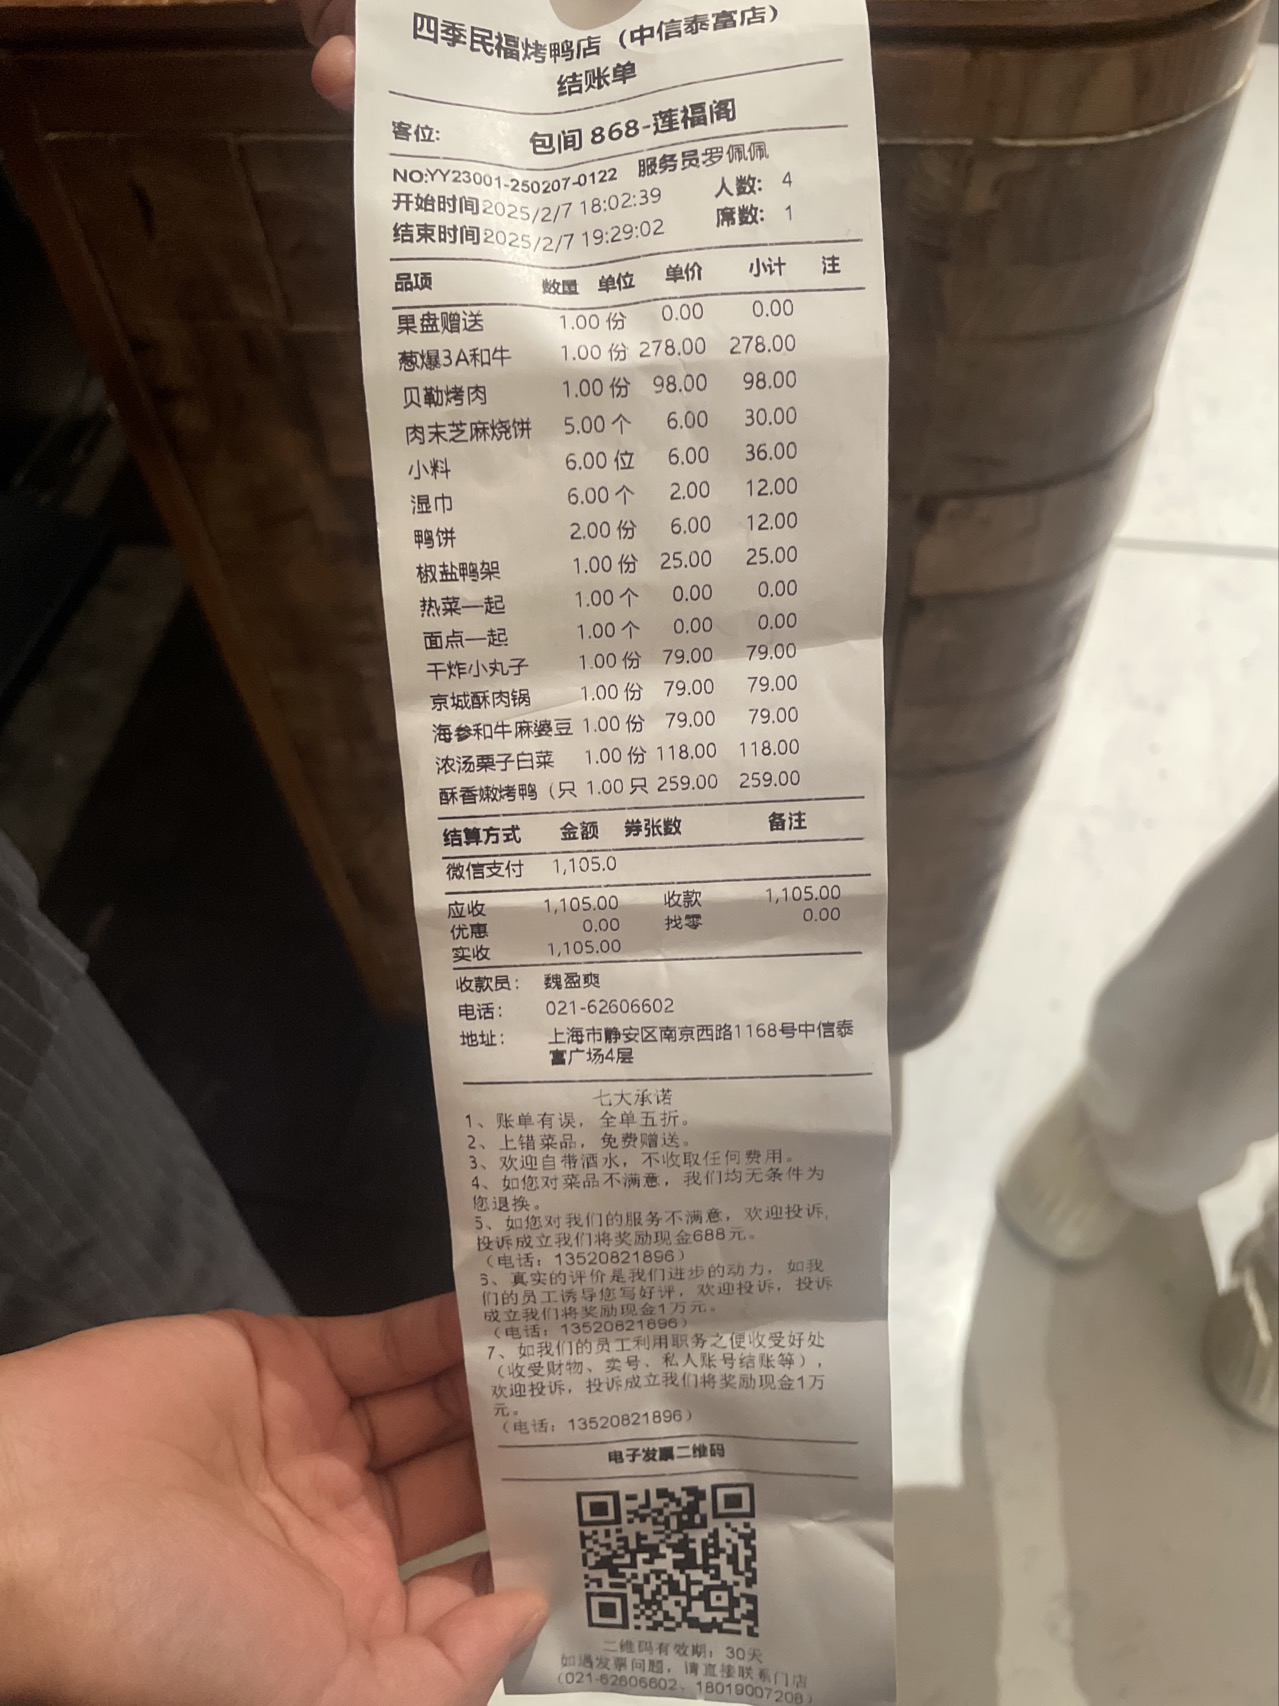 四季民福烤鸭店（中信泰富店）
结账单
客位: 包间 868-莲福阁
NO:YY23001-250207-0122 服务员罗佩佩
开始时间2025/2/7 18:02:39 人数: 4
结束时间2025/2/7 19:29:02 席数: 1
品项 数量 单位 单价 小计 注
果盘赠送 1.00 份 0.00 0.00
葱爆3A和牛 1.00 份 278.00 278.00
贝勒烤肉 1.00 份 98.00 98.00
肉末芝麻烧饼 5.00 个 6.00 30.00
小料 6.00 位 6.00 36.00
湿巾 6.00 个 2.00 12.00
鸭饼 2.00 份 6.00 12.00
椒盐鸭架 1.00 份 25.00 25.00
热菜一起 1.00 个 0.00 0.00
面点一起 1.00 个 0.00 0.00
干炸小丸子 1.00 份 79.00 79.00
京城酥肉锅 1.00 份 79.00 79.00
海参和牛麻婆豆 1.00 份 79.00 79.00
浓汤栗子白菜 1.00 份 118.00 118.00
酥香嫩烤鸭（只 1.00 只 259.00 259.00
结算方式 金额 券张数 备注
微信支付 1,105.0
应收 1,105.00 收款 1,105.00
优惠 0.00 找零 0.00
实收 1,105.00
收款员: 魏盈爽
电话: 021-62606602
地址: 上海市静安区南京西路1168号中信泰
富广场4层
七大承诺
1、账单有误，全单五折。
2、上错菜品，免费赠送。
3、欢迎自带酒水，不收取任何费用。
4、如您对菜品不满意，我们均无条件为
您退换。
5、如您对我们的服务不满意，欢迎投诉,
投诉成立我们将奖励现金688元。
（电话：13520821896）
6、真实的评价是我们进步的动力，如我
们的员工诱导您写好评，欢迎投诉，投诉
成立我们将奖励现金1万元。
（电话：13520821896）
7、如我们的员工利用职务之便收受好处
（收受财物、卖号、私人账号结账等），
欢迎投诉，投诉成立我们将奖励现金1万
元。
（电话：13520821896）
电子发票二维码
二维码有效期：30天
如遇发票问题，请直接联系门店
（021-62606602、18019007208）